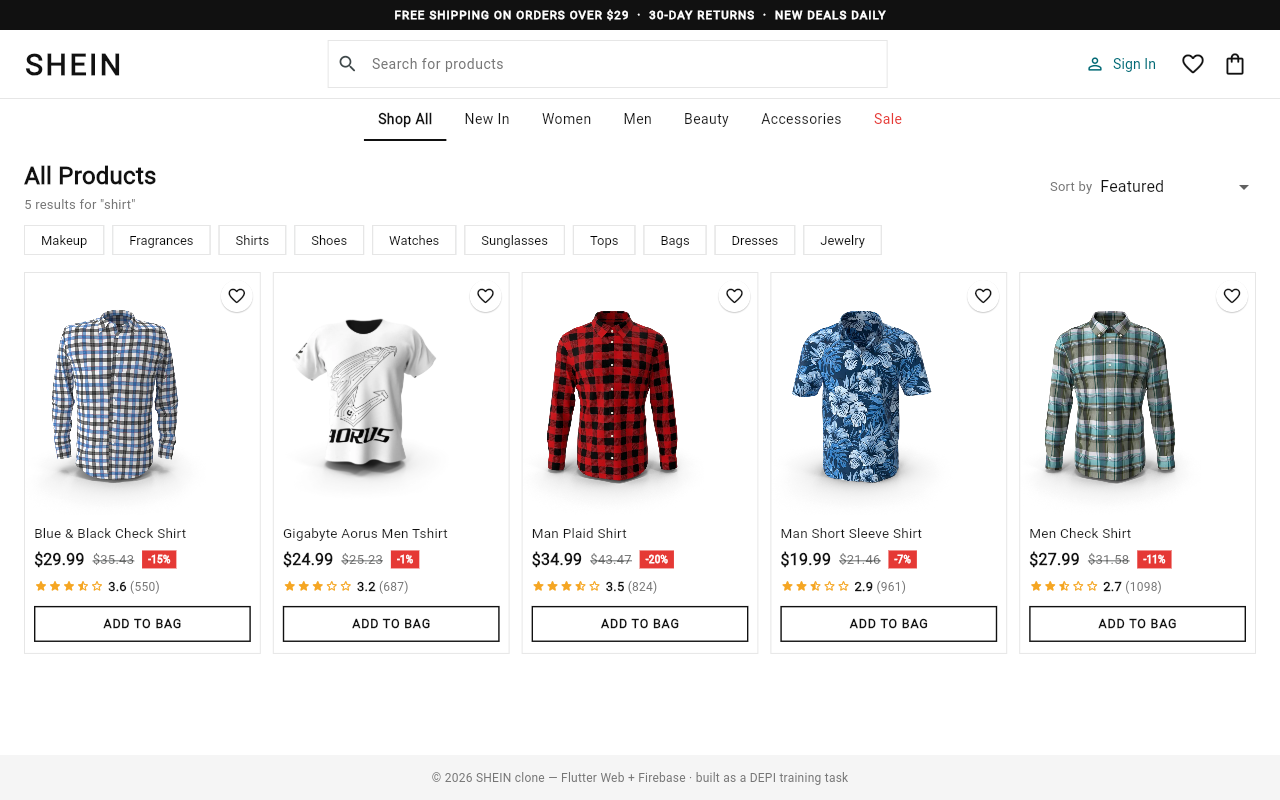 FREE SHIPPING ON ORDERS OVER $29 · 30-DAY RETURNS · NEW DEALS DAILY
SHEIN
Search for products
Sign In
Shop All New In Women Men Beauty Accessories Sale
All Products
5 results for "shirt"
Sort by Featured
Makeup Fragrances Shirts Shoes Watches Sunglasses Tops Bags Dresses Jewelry
AORUS
Blue & Black Check Shirt
$29.99 $35.43 -15%
3.6 (550)
ADD TO BAG
Gigabyte Aorus Men Tshirt
$24.99 $25.23 -1%
3.2 (687)
ADD TO BAG
Man Plaid Shirt
$34.99 $43.47 -20%
3.5 (824)
ADD TO BAG
Man Short Sleeve Shirt
$19.99 $21.46 -7%
2.9 (961)
ADD TO BAG
Men Check Shirt
$27.99 $31.58 -11%
2.7 (1098)
ADD TO BAG
© 2026 SHEIN clone — Flutter Web + Firebase · built as a DEPI training task